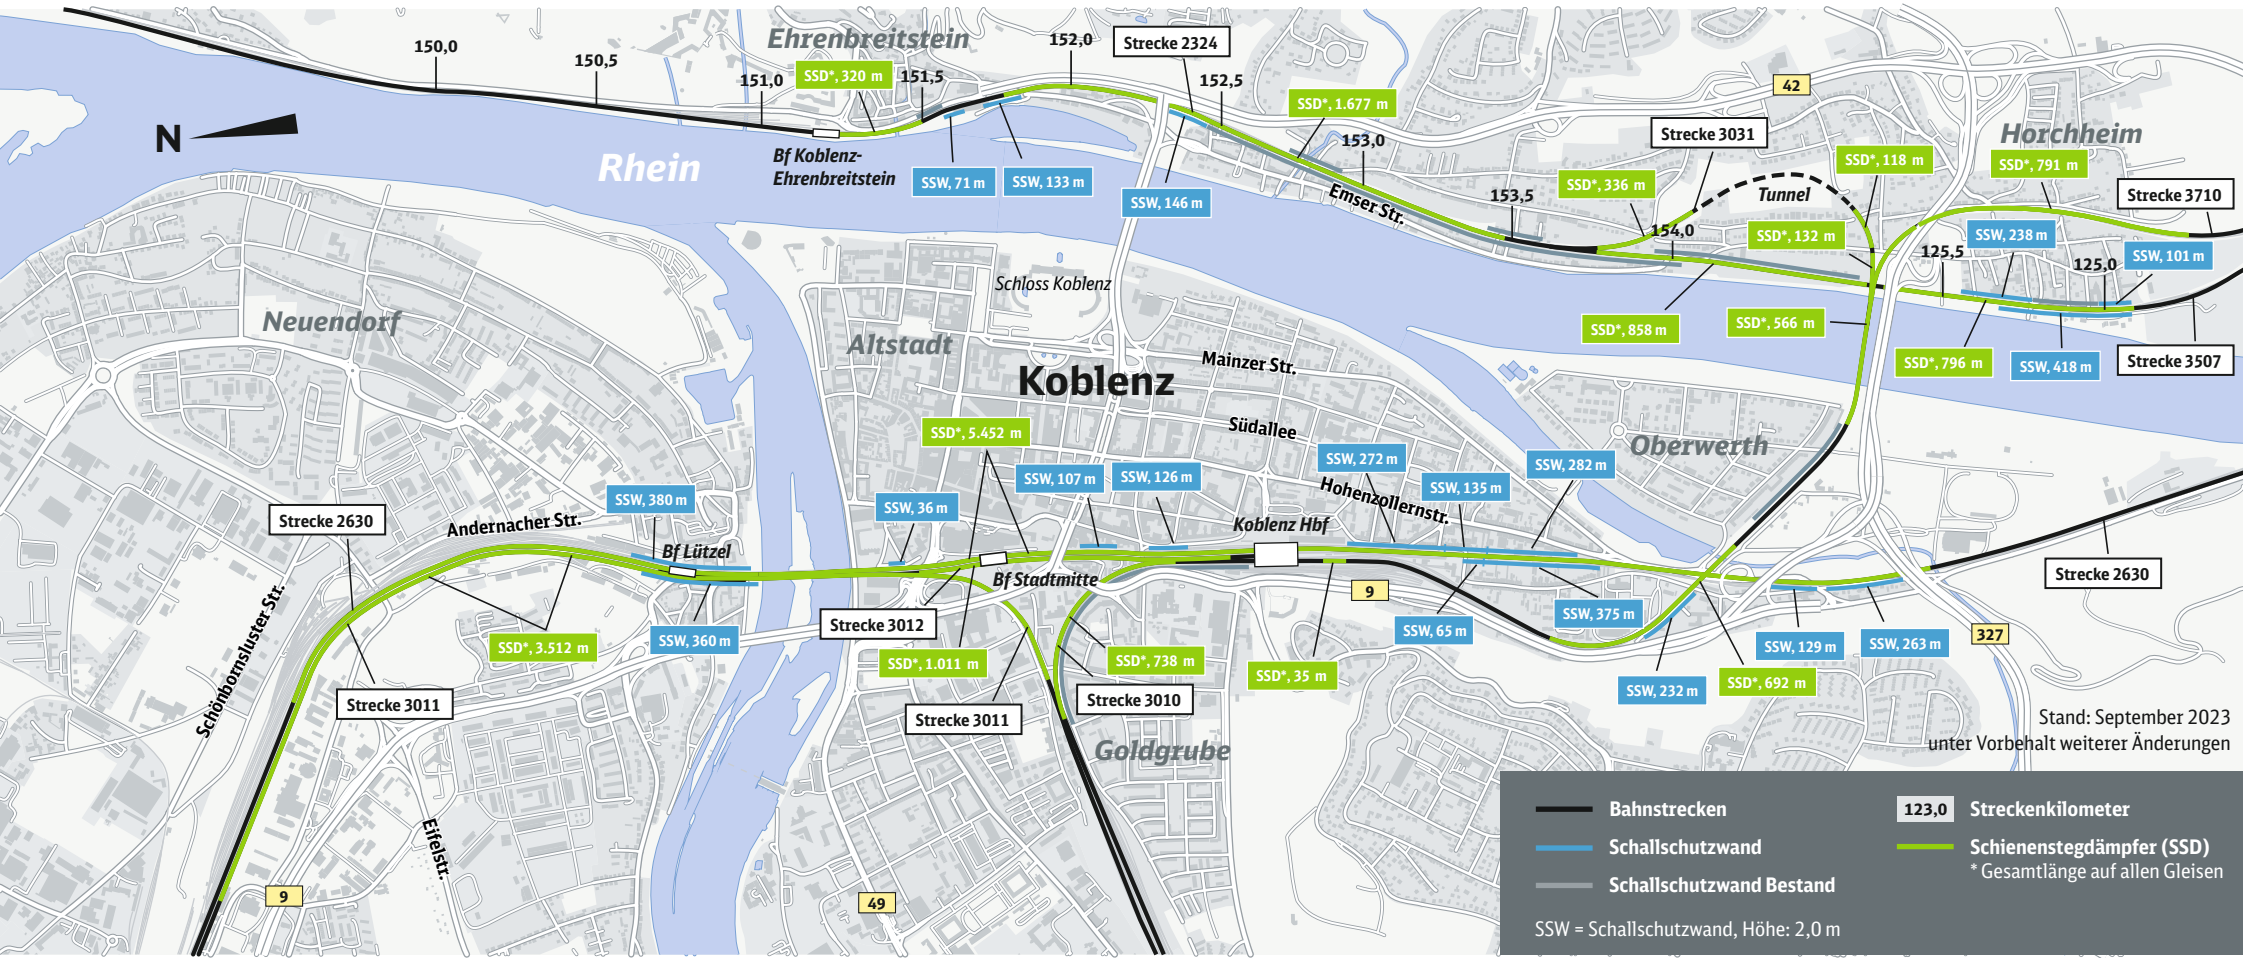 Ehrenbreitstein
150,0
150,5
151,0
SSD*, 320 m
151,5
152,0
Strecke 2324
152,5
SSD*, 1.677 m
153,0
42
Strecke 3031
SSD*, 118 m
Horchheim
SSD*, 791 m
Strecke 3710
N
Rhein
Bf Koblenz-
Ehrenbreitstein
SSW, 71 m
SSW, 133 m
SSW, 146 m
Emser Str.
153,5
SSD*, 336 m
Tunnel
154,0
SSD*, 132 m
SSW, 238 m
125,5
125,0
SSW, 101 m
Schloss Koblenz
Neuendorf
Altstadt
Koblenz
Mainzer Str.
Südallee
SSD*, 858 m
SSD*, 566 m
SSD*, 796 m
SSW, 418 m
Strecke 3507
Oberwerth
SSD*, 5.452 m
SSW, 107 m
SSW, 126 m
SSW, 272 m
SSW, 135 m
SSW, 282 m
Hohenzollernstr.
Koblenz Hbf
SSW, 36 m
SSW, 380 m
Strecke 2630
Andernacher Str.
Bf Lützel
Bf Stadtmitte
9
Strecke 2630
Schönbornsluster Str.
SSD*, 3.512 m
SSW, 360 m
Strecke 3012
SSD*, 1.011 m
SSD*, 738 m
SSD*, 35 m
SSW, 65 m
SSW, 375 m
SSW, 129 m
SSW, 263 m
327
SSW, 232 m
SSD*, 692 m
Strecke 3011
Strecke 3011
Strecke 3010
Goldgrube
Eifelstr.
9
49
Stand: September 2023
unter Vorbehalt weiterer Änderungen
Bahnstrecken
Schallschutzwand
Schallschutzwand Bestand
SSW = Schallschutzwand, Höhe: 2,0 m
123,0 Streckenkilometer
Schienenstegdämpfer (SSD)
* Gesamtlänge auf allen Gleisen